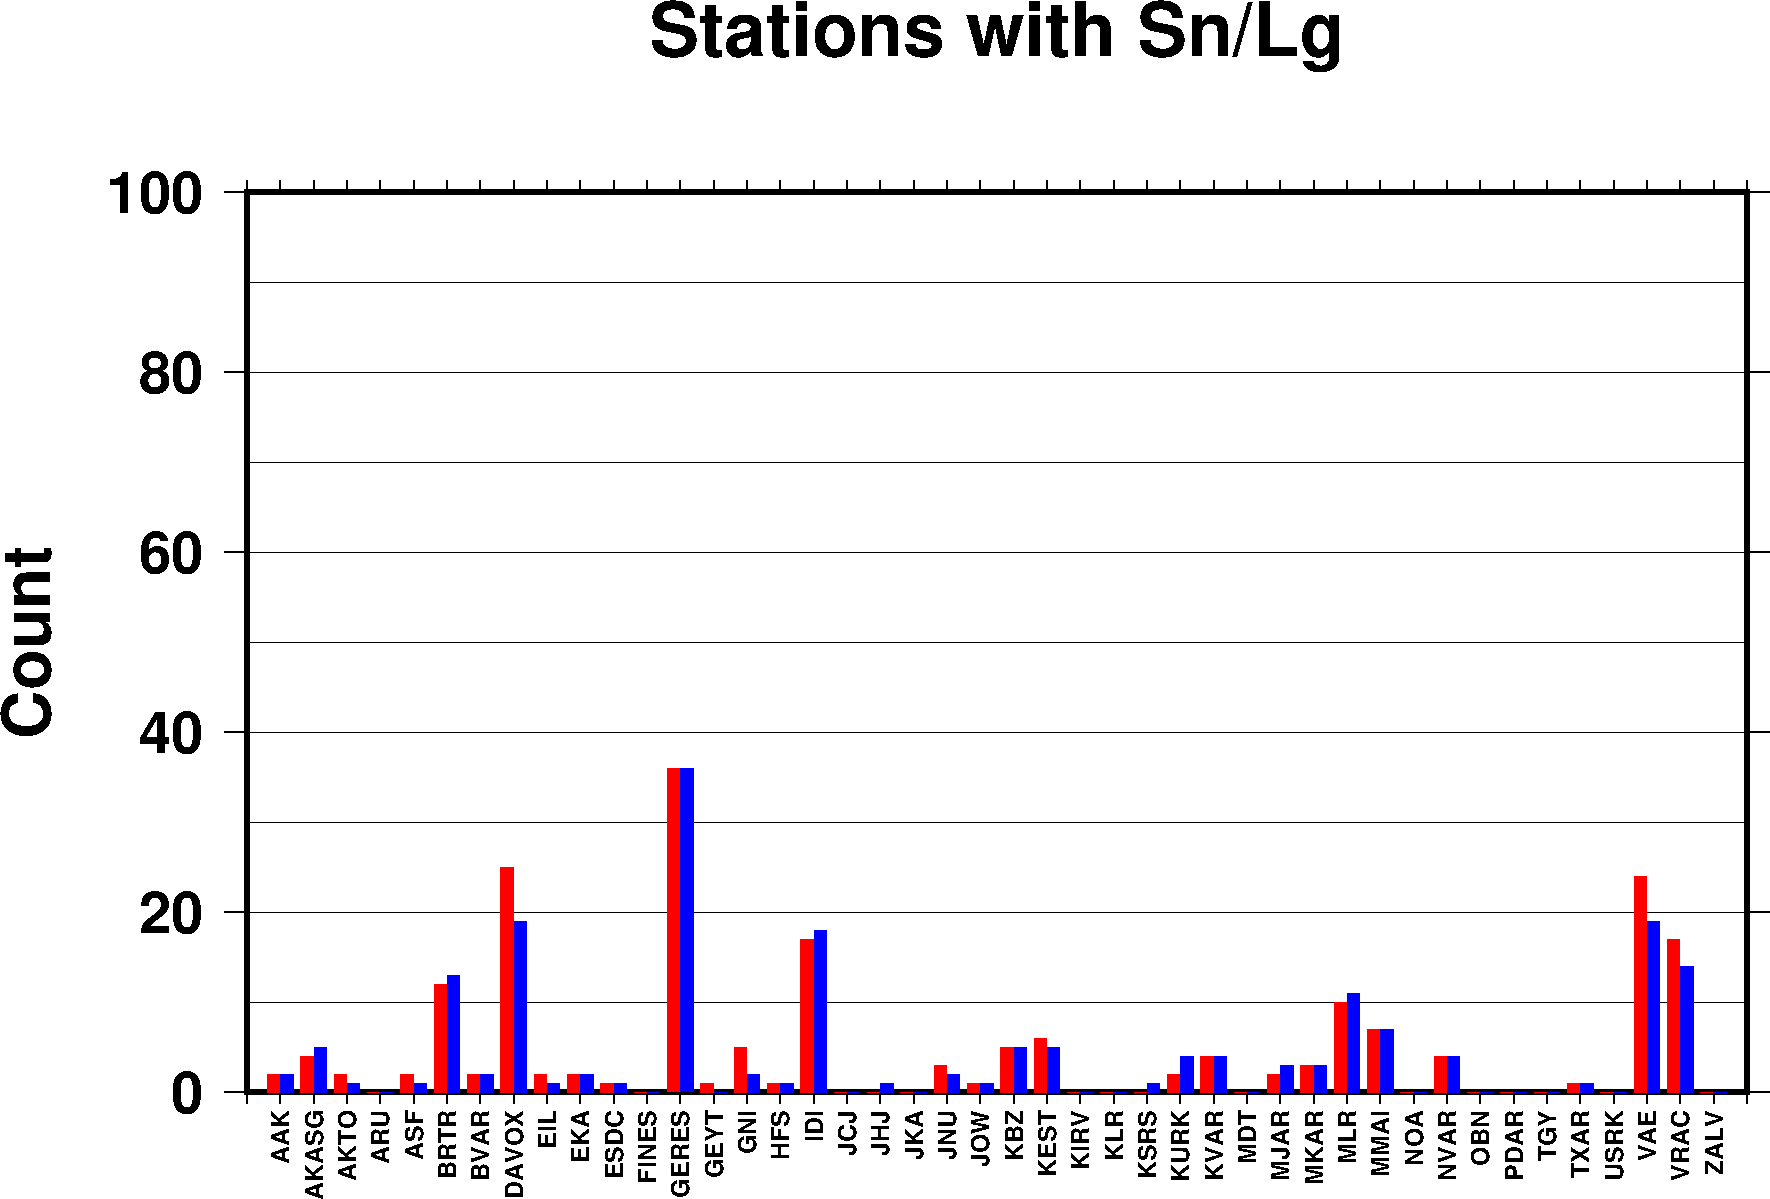 Stations with Sn/Lg
Count
100
80
60
40
20
0
AAK
AKASG
AKTO
ARU
ASF
BRTR
BVAR
DAVOX
EIL
EKA
ESDC
FINES
GERES
GEYT
GNI
HFS
IDI
JCJ
JHJ
JKA
JNU
JOW
KBZ
KEST
KIRV
KLR
KSRS
KURK
KVAR
MDT
MJAR
MKAR
MLR
MMAI
NOA
NVAR
OBN
PDAR
TGY
TXAR
USRK
VAE
VRAC
ZALV